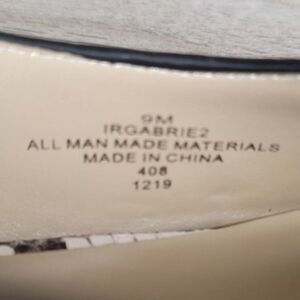 9M
IRGABRIE2
ALL MAN MADE MATERIALS
MADE IN CHINA
408
1219